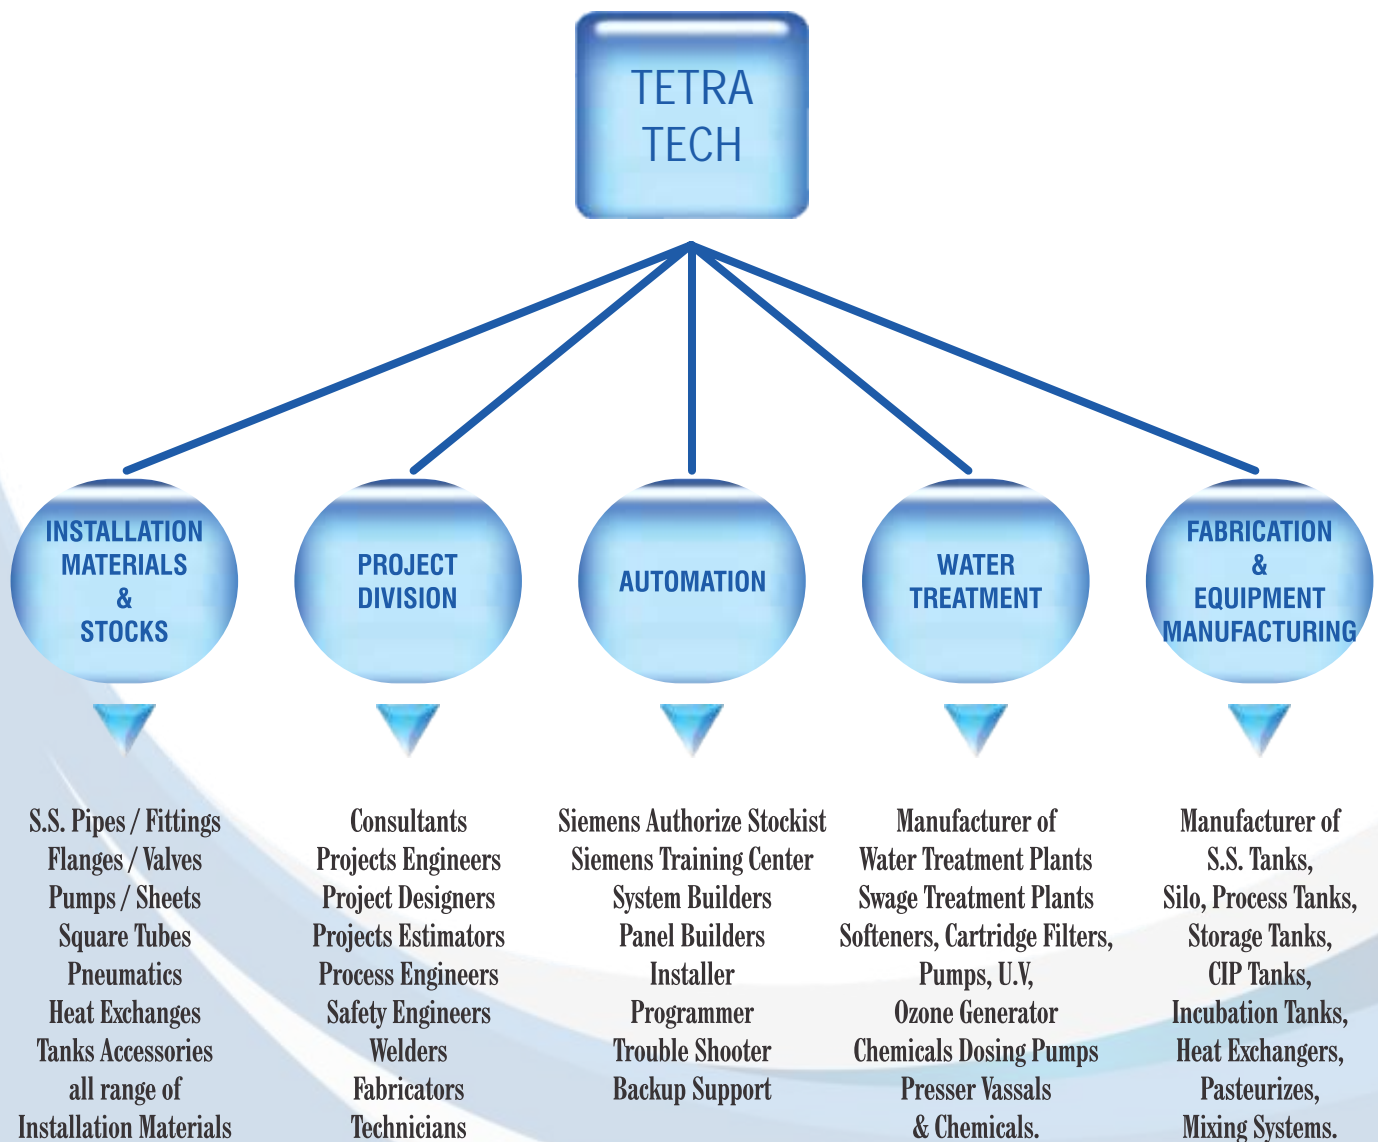 TETRA
TECH
INSTALLATION
MATERIALS
&
STOCKS
PROJECT
DIVISION
AUTOMATION
WATER
TREATMENT
FABRICATION
&
EQUIPMENT
MANUFACTURING
S.S. Pipes / Fittings
Flanges / Valves
Pumps / Sheets
Square Tubes
Pneumatics
Heat Exchanges
Tanks Accessories
all range of
Installation Materials
Consultants
Projects Engineers
Project Designers
Projects Estimators
Process Engineers
Safety Engineers
Welders
Fabricators
Technicians
Siemens Authorize Stockist
Siemens Training Center
System Builders
Panel Builders
Installer
Programmer
Trouble Shooter
Backup Support
Manufacturer of
Water Treatment Plants
Swage Treatment Plants
Softeners, Cartridge Filters,
Pumps, U.V,
Ozone Generator
Chemicals Dosing Pumps
Presser Vassals
& Chemicals.
Manufacturer of
S.S. Tanks,
Silo, Process Tanks,
Storage Tanks,
CIP Tanks,
Incubation Tanks,
Heat Exchangers,
Pasteurizes,
Mixing Systems.